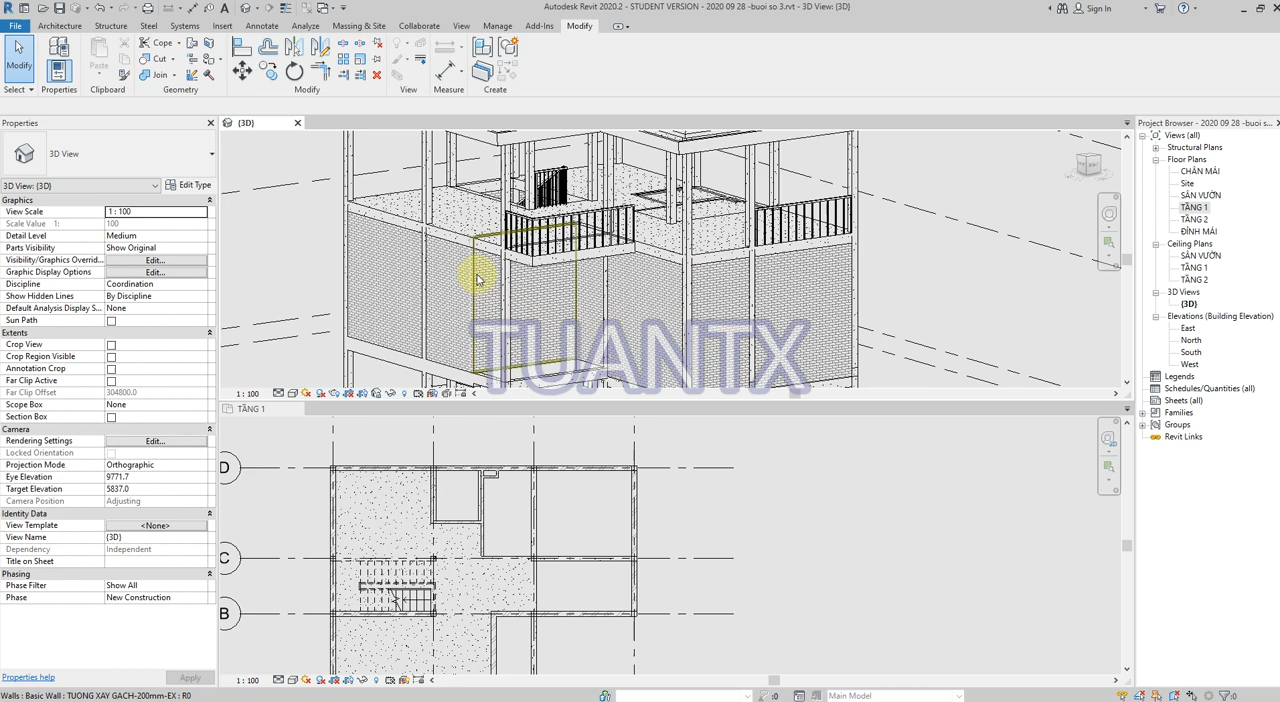 Autodesk Revit 2020.2 - STUDENT VERSION - 2020 09 28 -buoi so 3.rvt - 3D View: {3D}
Sign In
File Architecture Structure Steel Systems Insert Annotate Analyze Massing & Site Collaborate View Manage Add-Ins Modify
Modify
Paste
Cope
Cut
Join
Select Properties Clipboard Geometry Modify View Measure Create
Properties
3D View
3D View: {3D} Edit Type
Graphics
View Scale 1 : 100
Scale Value 1: 100
Detail Level Medium
Parts Visibility Show Original
Visibility/Graphics Overrid... Edit...
Graphic Display Options Edit...
Discipline Coordination
Show Hidden Lines By Discipline
Default Analysis Display S... None
Sun Path
Extents
Crop View
Crop Region Visible
Annotation Crop
Far Clip Active
Far Clip Offset 304800.0
Scope Box None
Section Box
Camera
Rendering Settings Edit...
Locked Orientation
Projection Mode Orthographic
Eye Elevation 9771.7
Target Elevation 5837.0
Camera Position Adjusting
Identity Data
View Template <None>
View Name {3D}
Dependency Independent
Title on Sheet
Phasing
Phase Filter Show All
Phase New Construction
Properties help Apply
{3D}
TUANTX
1 : 100
TẦNG 1
D
C
B
1 : 100
Project Browser - 2020 09 28 -buoi s...
Views (all)
Structural Plans
Floor Plans
CHÂN MÁI
Site
SÂN VƯỜN
TẦNG 1
TẦNG 2
ĐỈNH MÁI
Ceiling Plans
SÂN VƯỜN
TẦNG 1
TẦNG 2
3D Views
{3D}
Elevations (Building Elevation)
East
North
South
West
Legends
Schedules/Quantities (all)
Sheets (all)
Families
Groups
Revit Links
Walls : Basic Wall : TUONG XAY GACH-200mm-EX : R0
:0
Main Model
:0